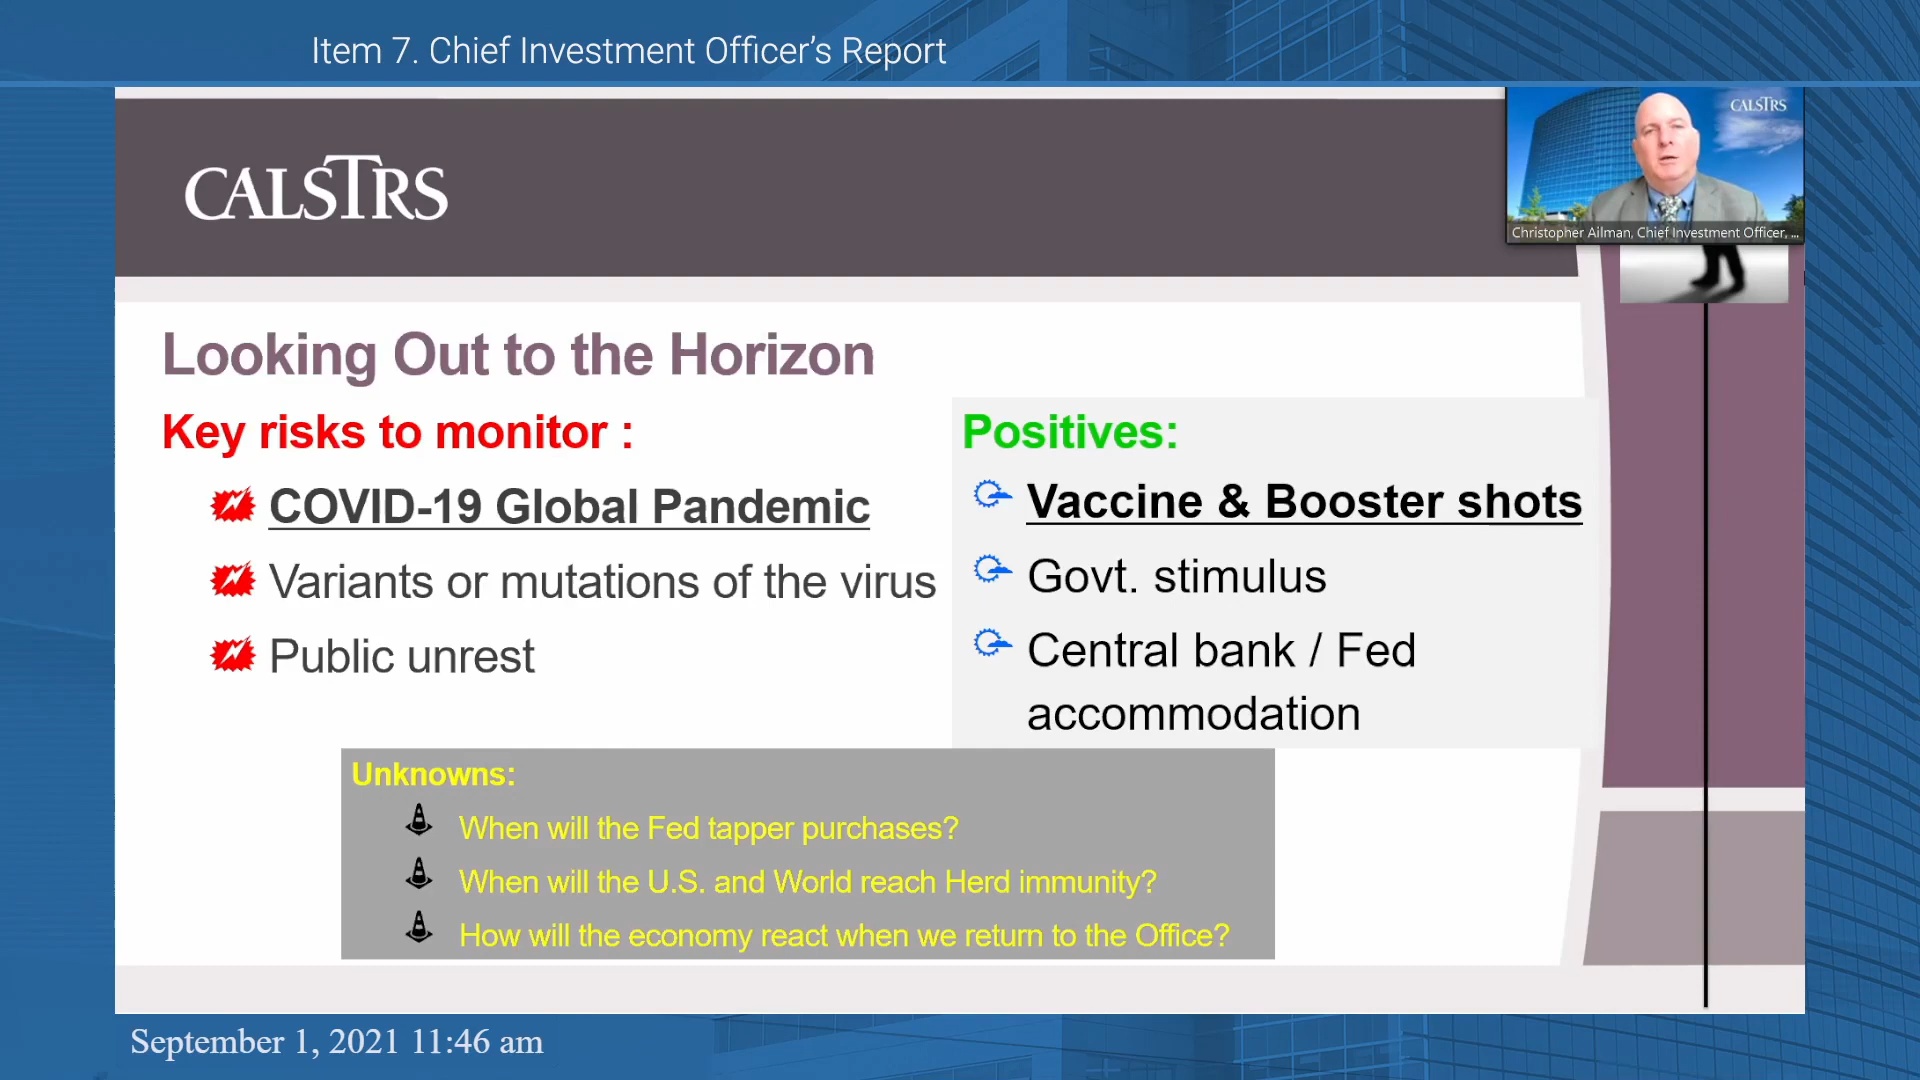 Item 7. Chief Investment Officer’s Report
CALSTRS
CALSTRS
Christopher Ailman, Chief Investment Officer, ...
Looking Out to the Horizon
Key risks to monitor :
COVID-19 Global Pandemic
Variants or mutations of the virus
Public unrest
Positives:
Vaccine & Booster shots
Govt. stimulus
Central bank / Fed
accommodation
Unknowns:
When will the Fed tapper purchases?
When will the U.S. and World reach Herd immunity?
How will the economy react when we return to the Office?
September 1, 2021 11:46 am